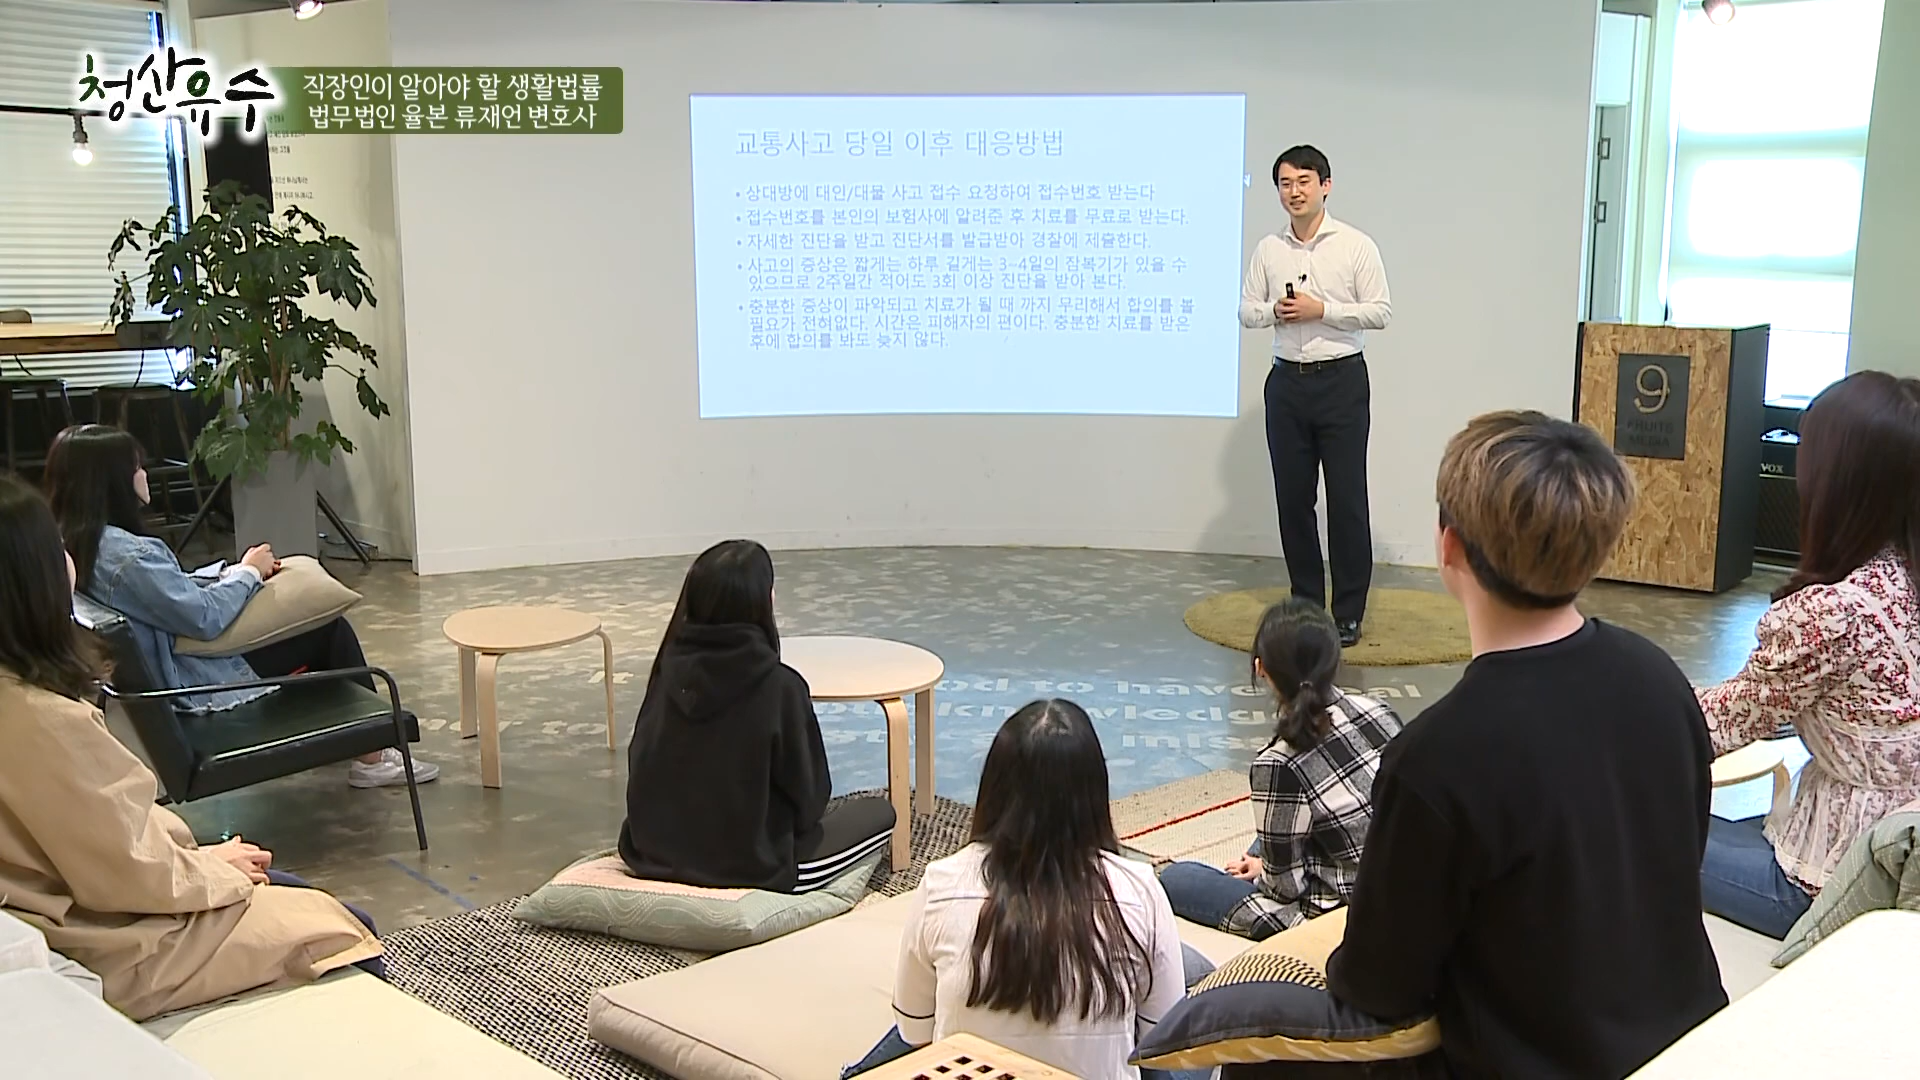 청산유수
직장인이 알아야 할 생활법률
법무법인 율본 류재언 변호사
교통사고 당일 이후 대응방법
• 상대방에 대인/대물 사고 접수 요청하여 접수번호 받는다
• 접수번호를 본인의 보험사에 알려준 후 치료를 무료로 받는다.
• 자세한 진단을 받고 진단서를 발급받아 경찰에 제출한다.
• 사고의 증상은 짧게는 하루 길게는 3~4일의 잠복기가 있을 수
있으므로 2주일간 적어도 3회 이상 진단을 받아 본다.
• 충분한 증상이 파악되고 치료가 될 때 까지 무리해서 합의를 볼
필요가 전혀없다. 시간은 피해자의 편이다. 충분한 치료를 받은
후에 합의를 봐도 늦지 않다.
9
FRUITS
MEDIA
VOX
It
od to have
al
knowledge
miss